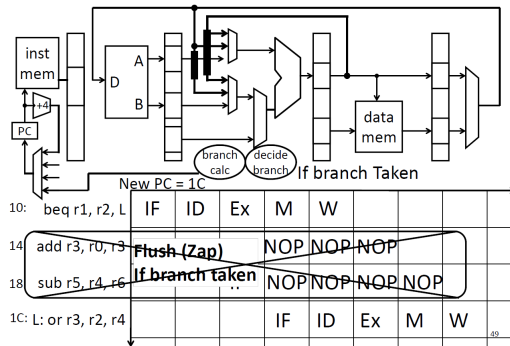 inst
mem
+4
PC
D
A
B
branch
calc
decide
branch
data
mem
If branch Taken
New PC = 1C
10: beq r1, r2, L IF ID Ex M W
14 add r3, r0, r3 NOP NOP NOP
Flush (Zap)
If branch taken
18 sub r5, r4, r6 NOP NOP NOP NOP
1C: L: or r3, r2, r4 IF ID Ex M W
49